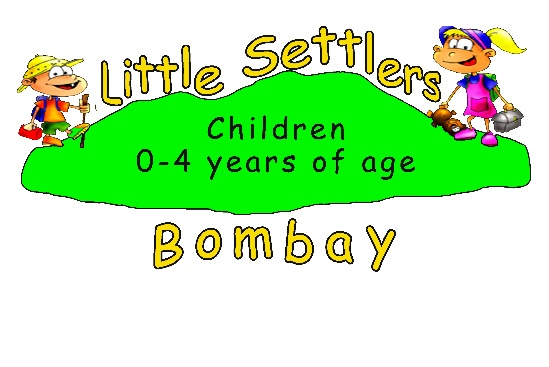 Little Settlers
Children
0-4 years of age
Bombay